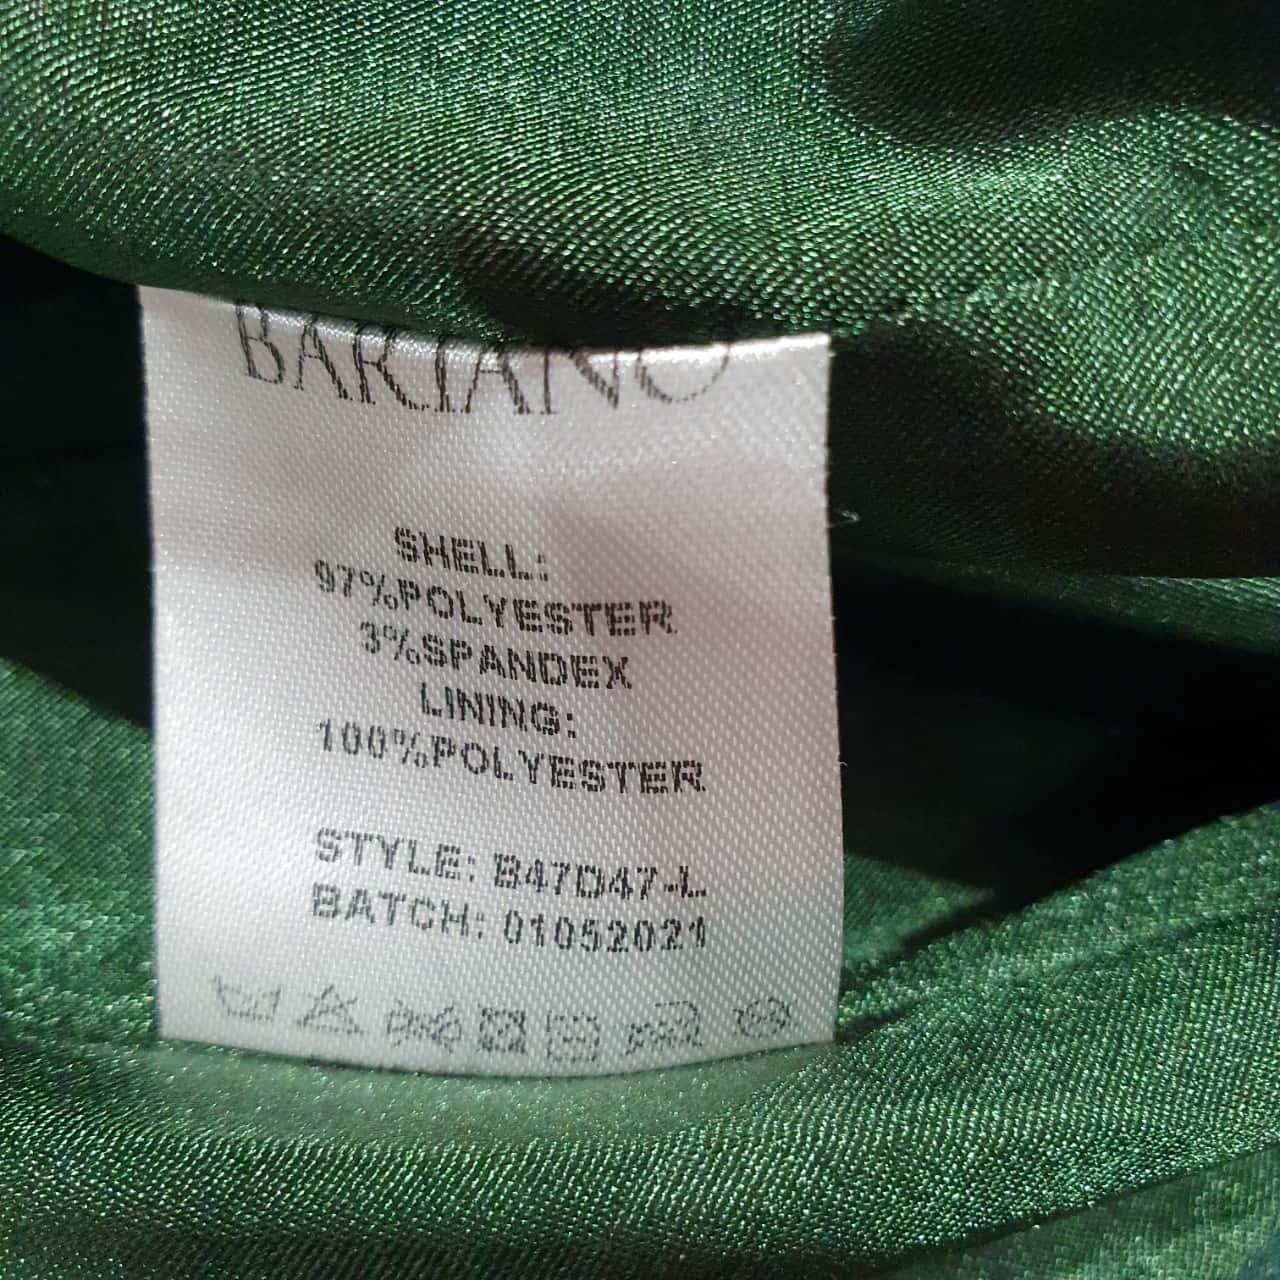 BARIANO
SHELL:
97%POLYESTER
3%SPANDEX
LINING:
100%POLYESTER
STYLE: B47D47-L
BATCH: 01052021